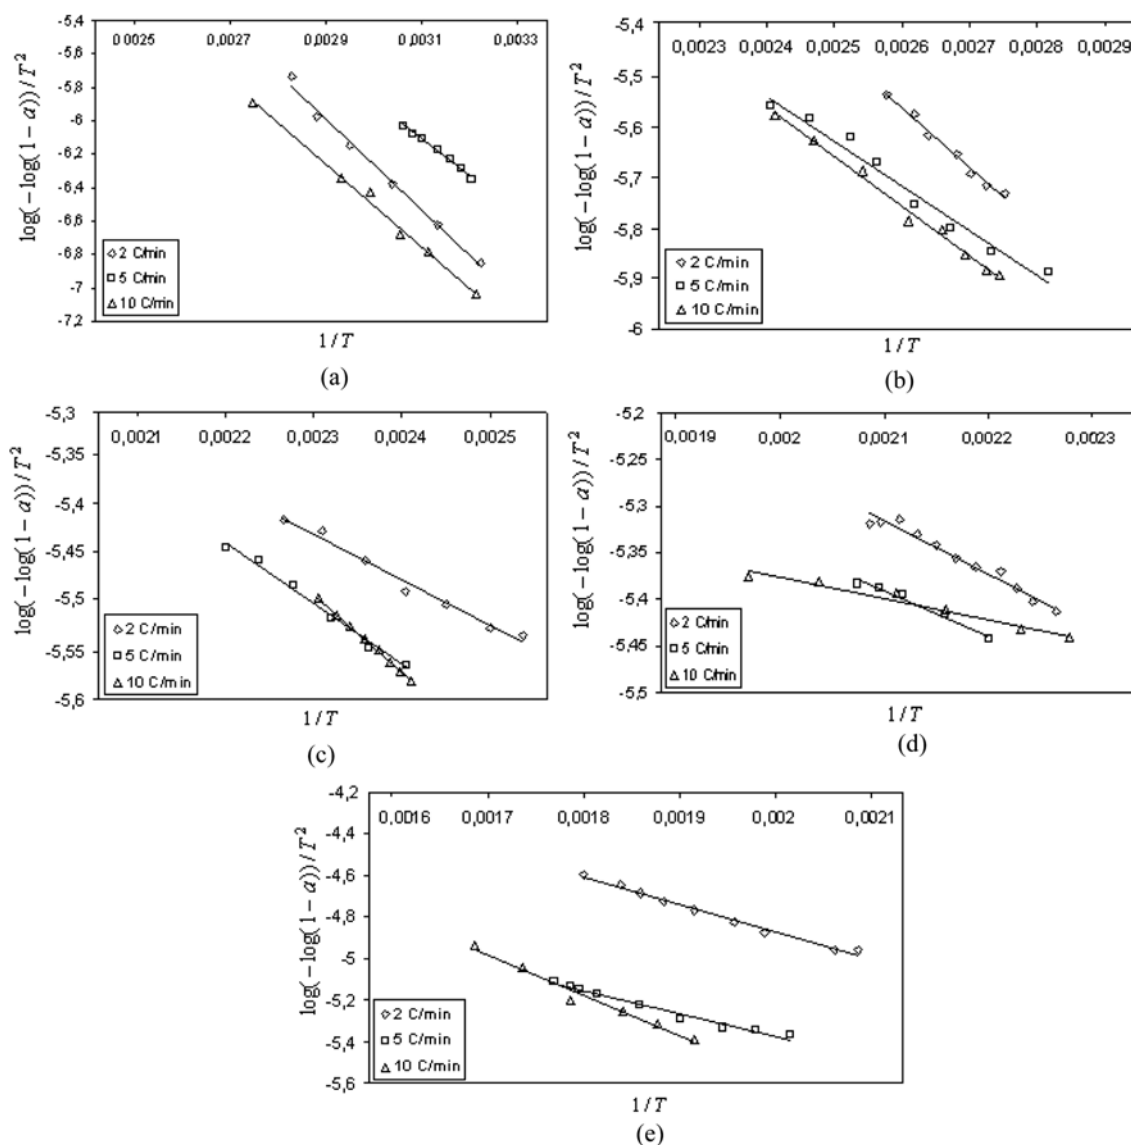 -5,4
0,0025 0,0027 0,0029 0,0031 0,0033
-5,6
-5,8
-6
-6,2
-6,4
-6,6
-6,8
-7
-7,2
log(−log(1−a))/T²
2 C/min
5 C/min
10 C/min
1/T
(a)
-5,4
0,0023 0,0024 0,0025 0,0026 0,0027 0,0028 0,0029
-5,5
-5,6
-5,7
-5,8
-5,9
-6
log(−log(1−a))/T²
2 C/min
5 C/min
10 C/min
1/T
(b)
-5,3
0,0021 0,0022 0,0023 0,0024 0,0025
-5,35
-5,4
-5,45
-5,5
-5,55
-5,6
log(−log(1−a))/T²
2 C/min
5 C/min
10 C/min
1/T
(c)
-5,2
0,0019 0,002 0,0021 0,0022 0,0023
-5,25
-5,3
-5,35
-5,4
-5,45
-5,5
log(−log(1−a))/T²
2 C/min
5 C/min
10 C/min
1/T
(d)
-4,2
0,0016 0,0017 0,0018 0,0019 0,002 0,0021
-4,4
-4,6
-4,8
-5
-5,2
-5,4
-5,6
log(−log(1−a))/T²
2 C/min
5 C/min
10 C/min
1/T
(e)